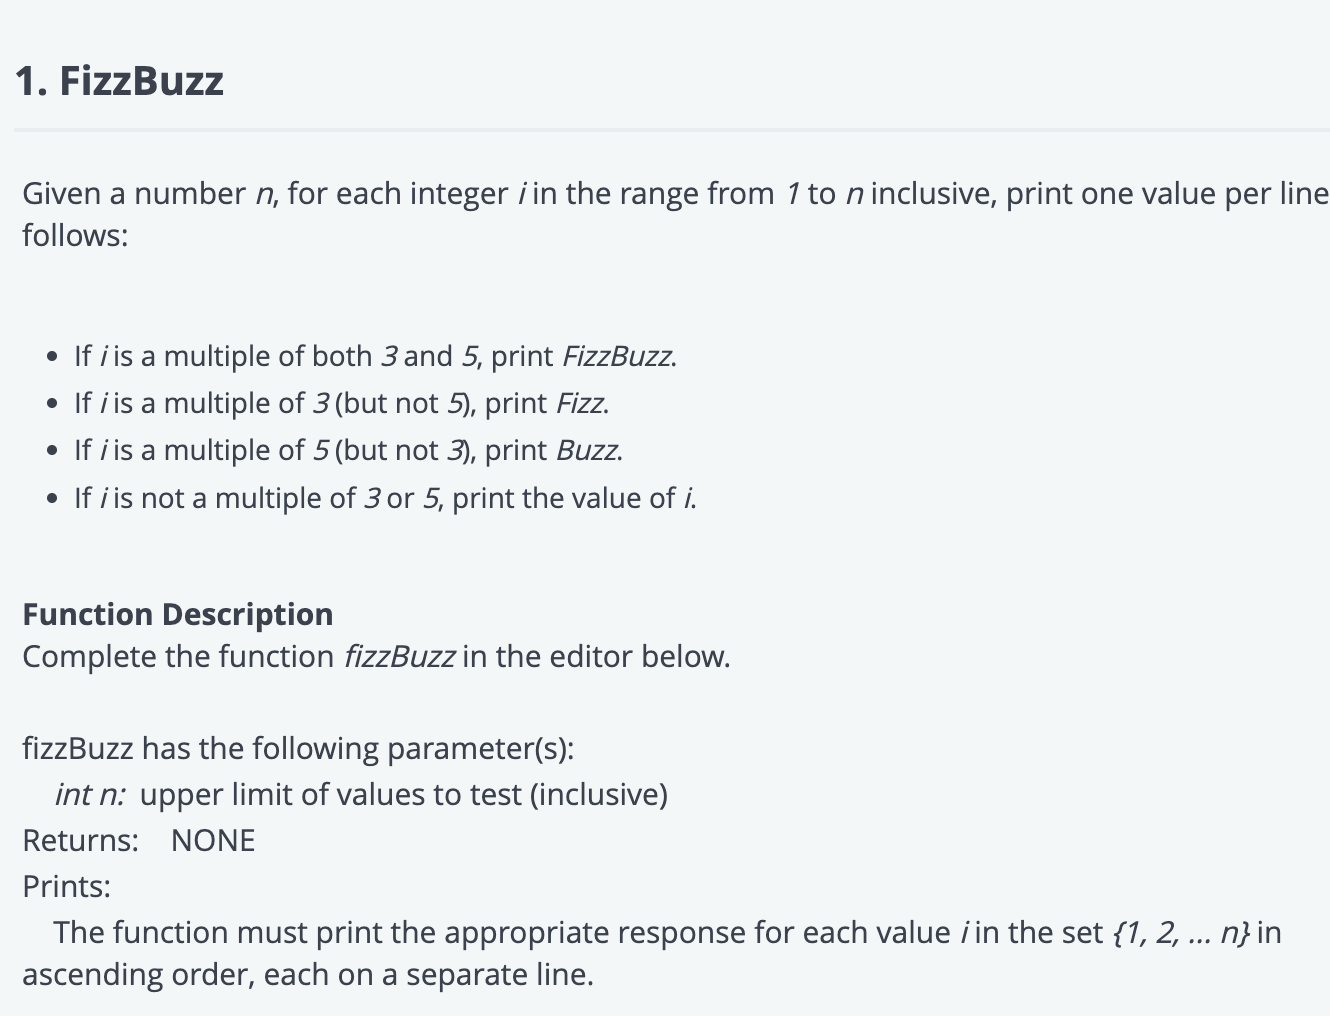 1. FizzBuzz
Given a number n, for each integer i in the range from 1 to n inclusive, print one value per line
follows:
• If i is a multiple of both 3 and 5, print FizzBuzz.
• If i is a multiple of 3 (but not 5), print Fizz.
• If i is a multiple of 5 (but not 3), print Buzz.
• If i is not a multiple of 3 or 5, print the value of i.
Function Description
Complete the function fizzBuzz in the editor below.
fizzBuzz has the following parameter(s):
int n: upper limit of values to test (inclusive)
Returns: NONE
Prints:
The function must print the appropriate response for each value i in the set {1, 2, ... n} in
ascending order, each on a separate line.